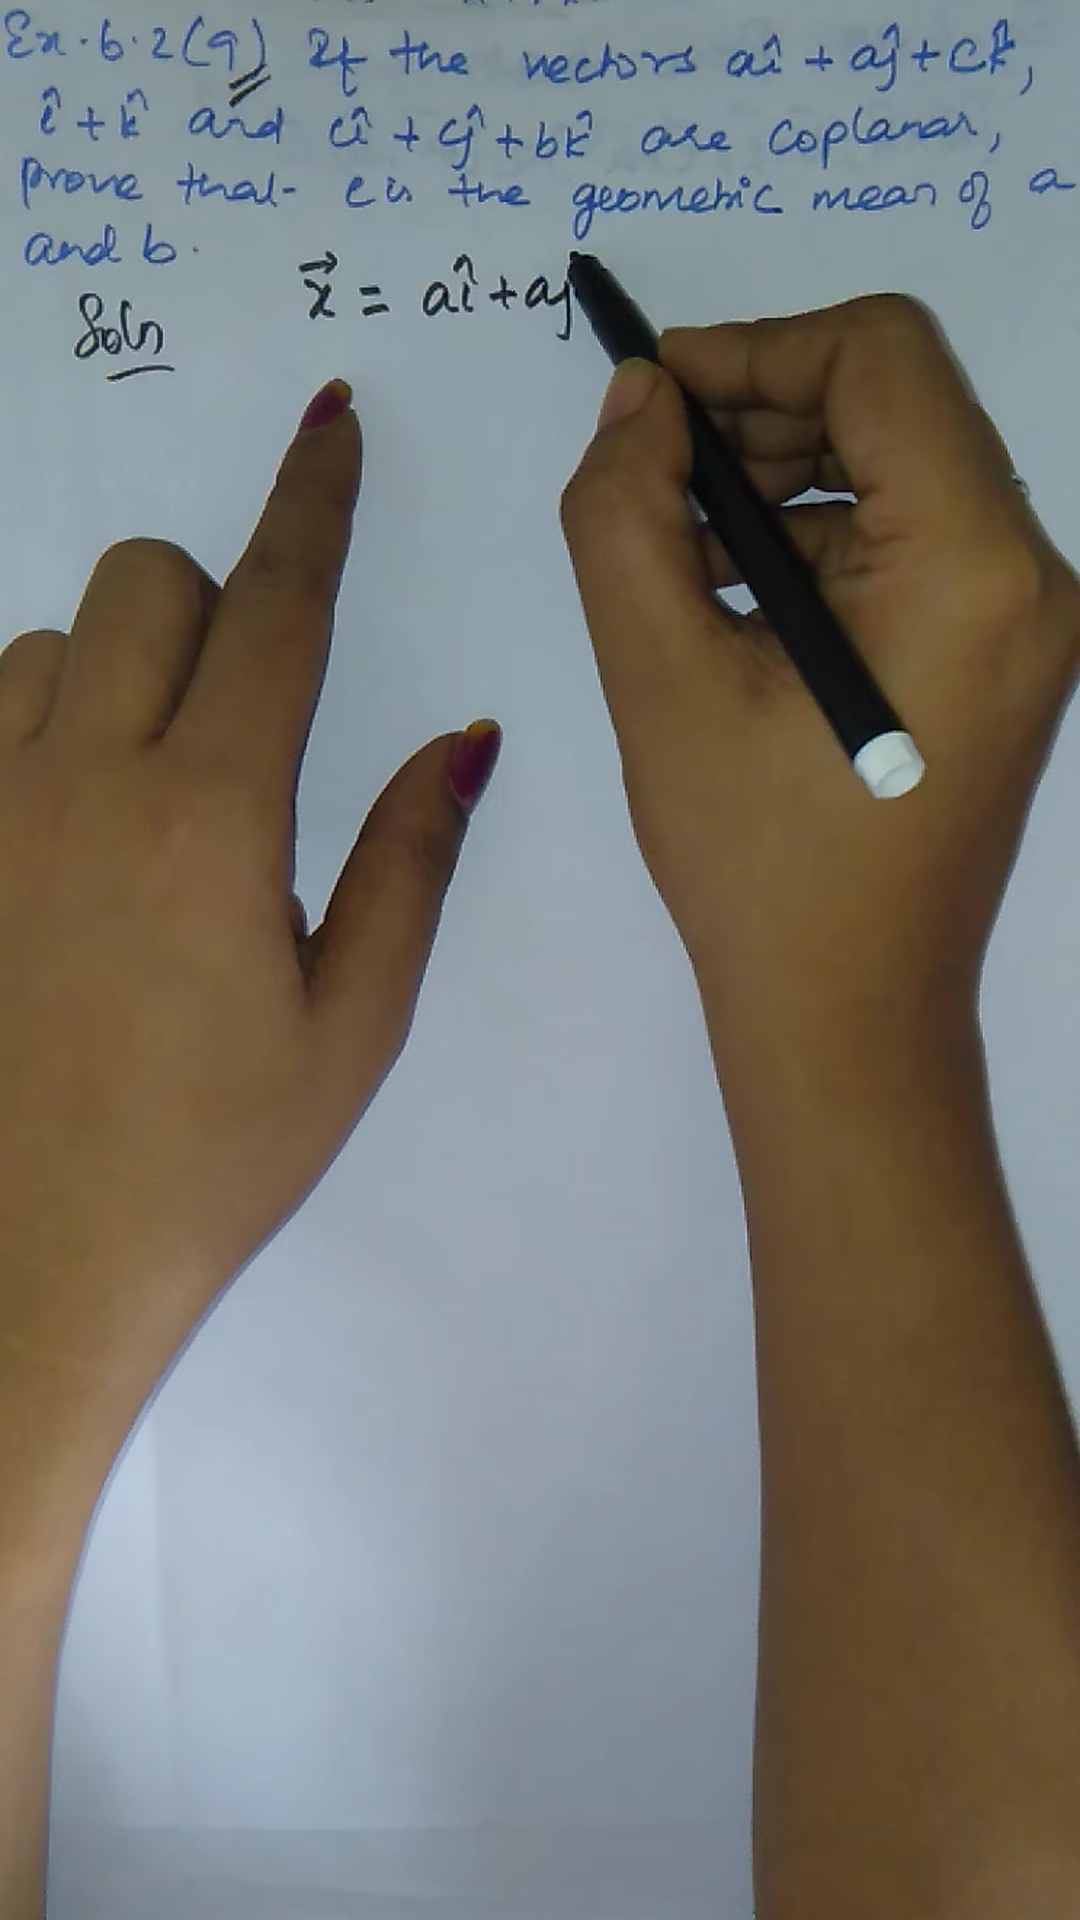 Ex.6.2(9) If the vectors aî + aĵ + ck̂,
î + k̂ and cî + cĵ + bk̂ are coplanar,
prove that c is the geometric mean of a
and b.
Soln x⃗ = aî + aj